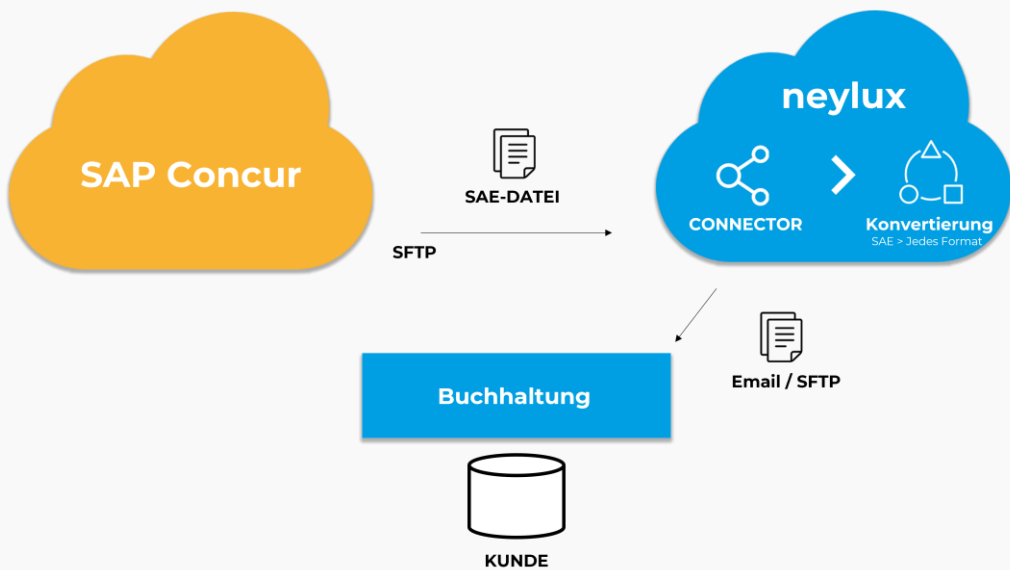 SAP Concur
SAE-DATEI
SFTP
neylux
CONNECTOR
Konvertierung
SAE > Jedes Format
Email / SFTP
Buchhaltung
KUNDE